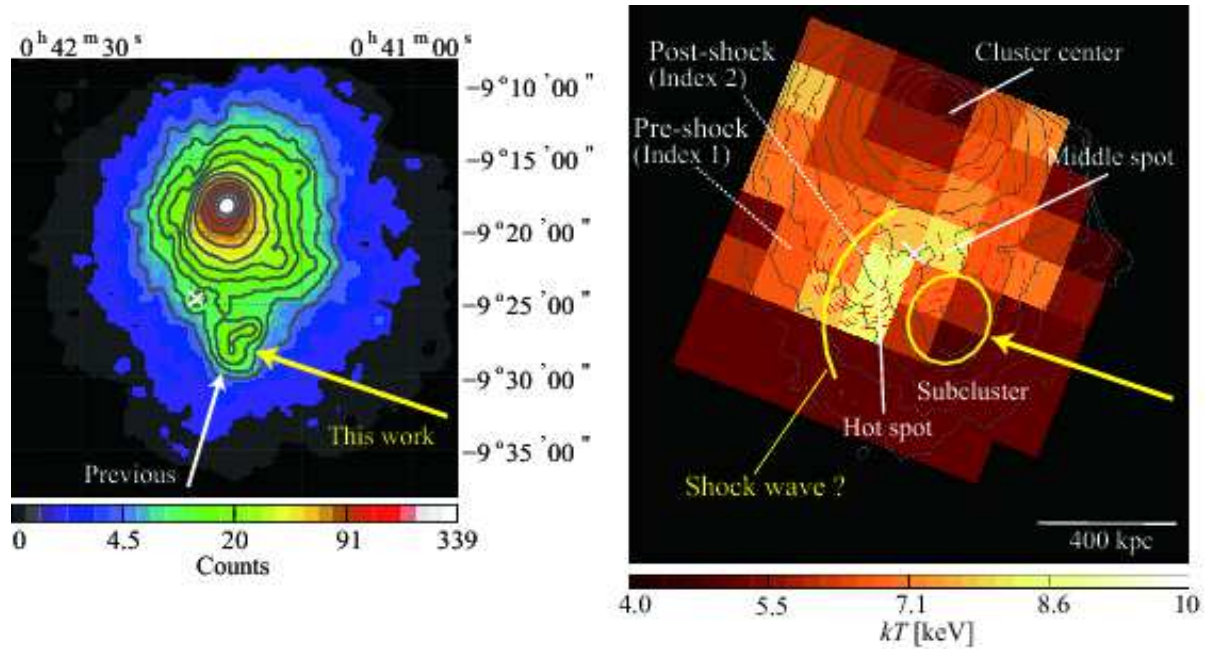 0 h 42 m 30 s 0 h 41 m 00 s
−9 ° 10 ' 00 "
−9 ° 15 ' 00 "
−9 ° 20 ' 00 "
−9 ° 25 ' 00 "
−9 ° 30 ' 00 "
−9 ° 35 ' 00 "
This work
Previous
0 4.5 20 91 339
Counts
Post-shock
(Index 2)
Cluster center
Pre-shock
(Index 1)
Middle spot
Subcluster
Hot spot
Shock wave ?
400 kpc
4.0 5.5 7.1 8.6 10
kT [keV]